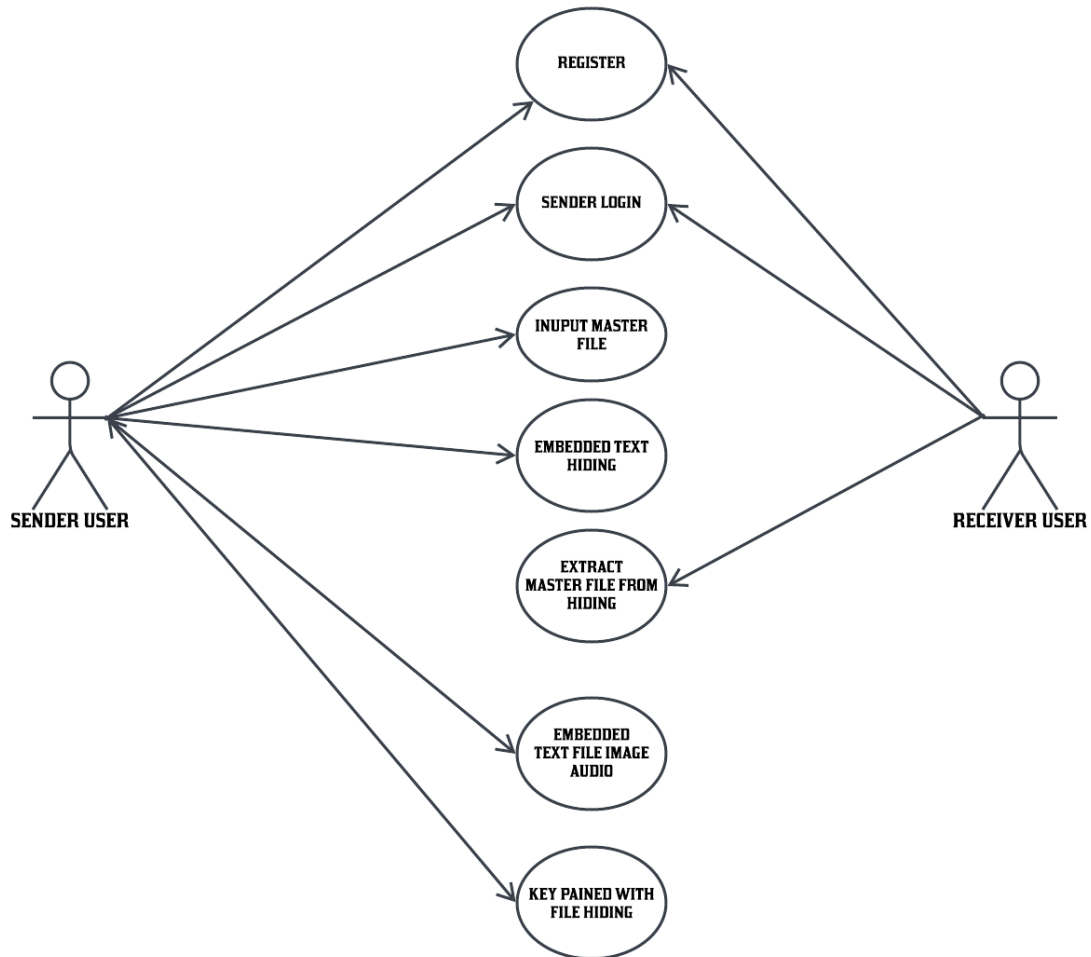 REGISTER
SENDER LOGIN
INUPUT MASTER
FILE
EMBEDDED TEXT
HIDING
SENDER USER
RECEIVER USER
EXTRACT
MASTER FILE FROM
HIDING
EMBEDDED
TEXT FILE IMAGE
AUDIO
KEY PAINED WITH
FILE HIDING